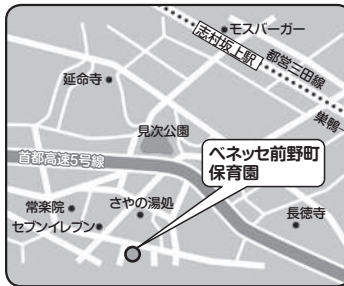 モスバーガー
志村坂上駅
都営三田線
巣鴨→
延命寺
見次公園
首都高速5号線
ベネッセ前野町
保育園
常楽院
さやの湯処
セブンイレブン
長徳寺